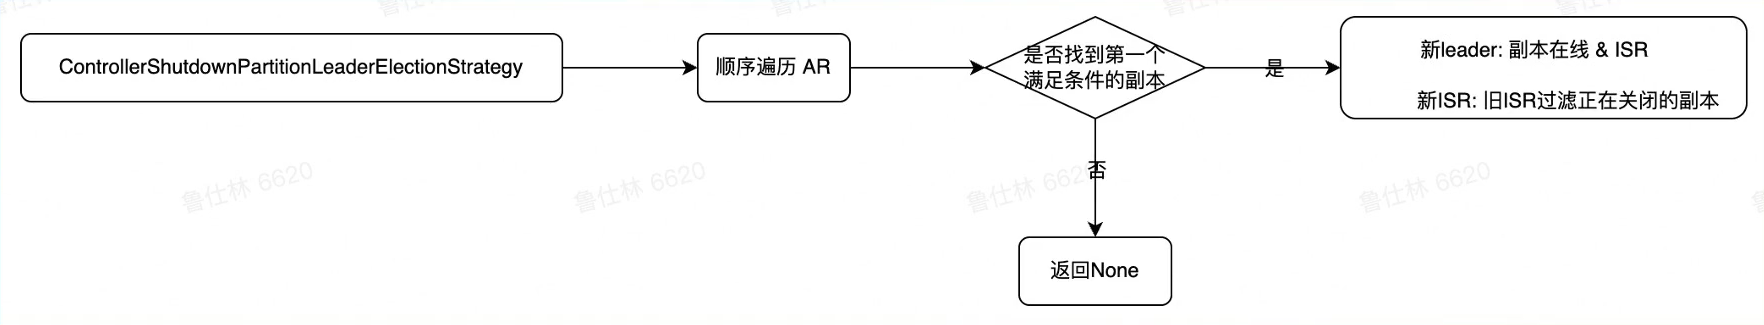 ControllerShutdownPartitionLeaderElectionStrategy
顺序遍历 AR
是否找到第一个
满足条件的副本
是
新leader: 副本在线 & ISR
新ISR: 旧ISR过滤正在关闭的副本
否
返回None
鲁仕林 6620
鲁仕林 6620
鲁仕林 6620
鲁仕林 6620